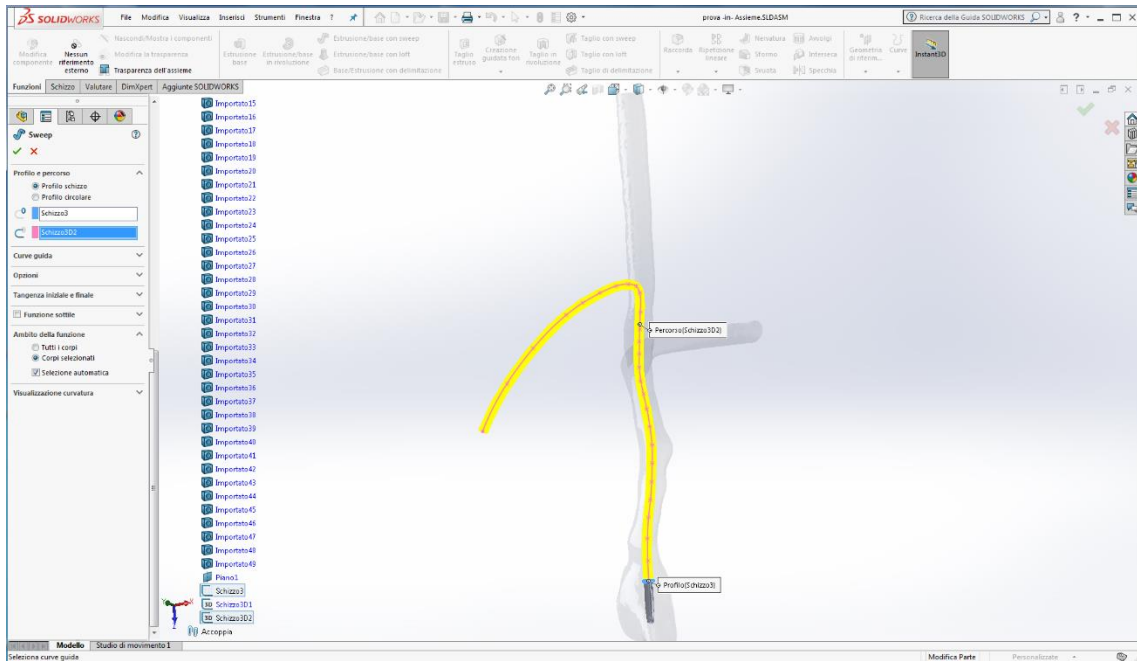 SOLIDWORKS File Modifica Visualizza Inserisci Strumenti Finestra ? prova -in- Assieme.SLDASM Ricerca della Guida SOLIDWORKS
Modifica componente
Nessun riferimento esterno
Nascondi/Mostra i componenti
Modifica la trasparenza
Trasparenza dell'assieme
Estrusione base
Estrusione/base in rivoluzione
Estrusione/base con sweep
Estrusione/base con loft
Base/Estrusione con delimitazione
Taglio estruso
Creazione guidata fori
Taglio in rivoluzione
Taglio con sweep
Taglio con loft
Taglio di delimitazione
Raccordo
Ripetizione lineare
Nervatura
Sformo
Svuota
Avvolgi
Interseca
Specchia
Geometria di riferim...
Curve
Instant3D
Funzioni Schizzo Valutare DimXpert Aggiunte SOLIDWORKS
Sweep
Profilo e percorso
Profilo schizzo
Profilo circolare
Schizzo3
Schizzo3D2
Curve guida
Opzioni
Tangenza iniziale e finale
Funzione sottile
Ambito della funzione
Tutti i corpi
Corpi selezionati
Selezione automatica
Visualizzazione curvatura
Importato15
Importato16
Importato17
Importato18
Importato19
Importato20
Importato21
Importato22
Importato23
Importato24
Importato25
Importato26
Importato27
Importato28
Importato29
Importato30
Importato31
Importato32
Importato33
Importato34
Importato35
Importato36
Importato37
Importato38
Importato39
Importato40
Importato41
Importato42
Importato43
Importato44
Importato45
Importato46
Importato47
Importato48
Importato49
Piano1
Schizzo3
3D Schizzo3D1
3D Schizzo3D2
Accoppia
Percorso(Schizzo3D2)
Profilo(Schizzo3)
Modello Studio di movimento 1
Seleziona curve guida Modifica Parte Personalizzate